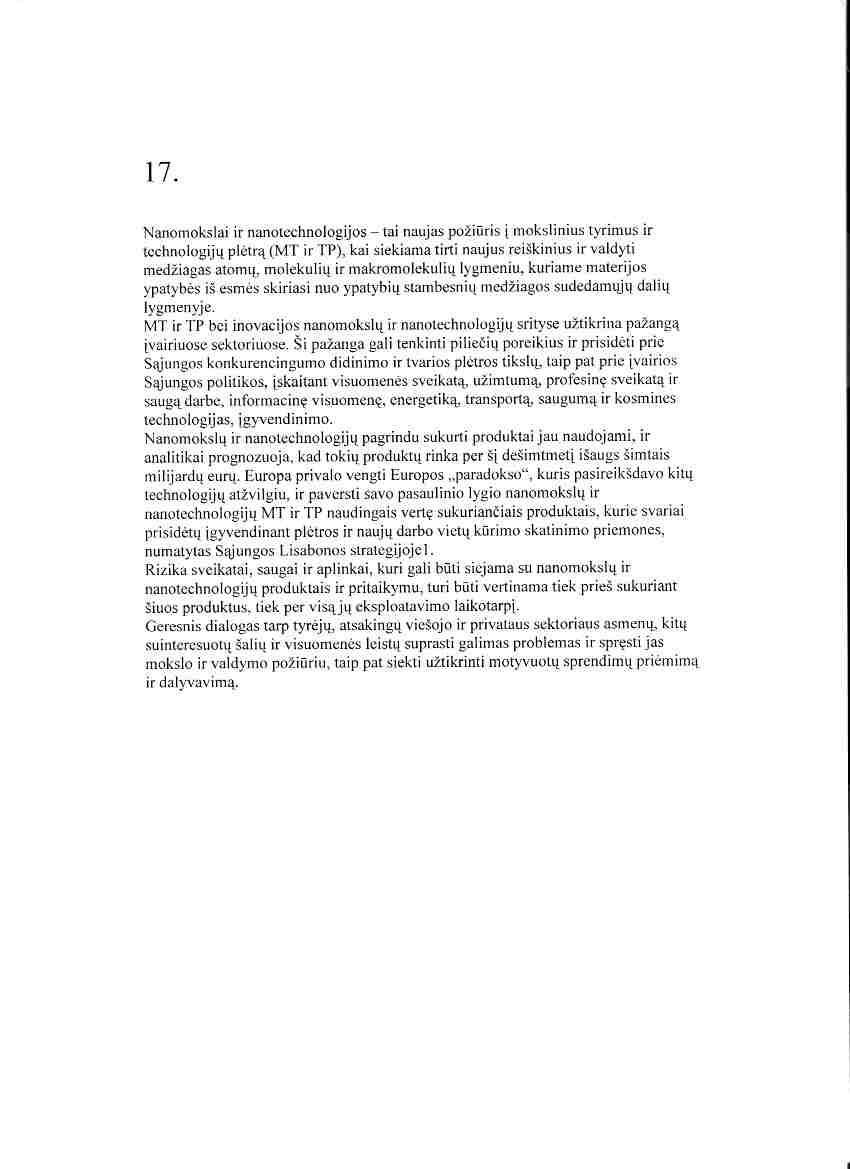 17.
Nanomokslai ir nanotechnologijos – tai naujas požiūris į mokslinius tyrimus ir
technologijų plėtrą (MT ir TP), kai siekiama tirti naujus reiškinius ir valdyti
medžiagas atomų, molekulių ir makromolekulių lygmeniu, kuriame materijos
ypatybės iš esmės skiriasi nuo ypatybių stambesnių medžiagos sudedamųjų dalių
lygmenyje.
MT ir TP bei inovacijos nanomokslų ir nanotechnologijų srityse užtikrina pažangą
įvairiuose sektoriuose. Ši pažanga gali tenkinti piliečių poreikius ir prisidėti prie
Sąjungos konkurencingumo didinimo ir tvarios plėtros tikslų, taip pat prie įvairios
Sąjungos politikos, įskaitant visuomenės sveikatą, užimtumą, profesinę sveikatą ir
saugą darbe, informacinę visuomenę, energetiką, transportą, saugumą ir kosmines
technologijas, įgyvendinimo.
Nanomokslų ir nanotechnologijų pagrindu sukurti produktai jau naudojami, ir
analitikai prognozuoja, kad tokių produktų rinka per šį dešimtmetį išaugs šimtais
milijardų eurų. Europa privalo vengti Europos „paradokso“, kuris pasireikšdavo kitų
technologijų atžvilgiu, ir paversti savo pasaulinio lygio nanomokslų ir
nanotechnologijų MT ir TP naudingais vertę sukuriančiais produktais, kurie svariai
prisidėtų įgyvendinant plėtros ir naujų darbo vietų kūrimo skatinimo priemones,
numatytas Sąjungos Lisabonos strategijoje1.
Rizika sveikatai, saugai ir aplinkai, kuri gali būti siejama su nanomokslų ir
nanotechnologijų produktais ir pritaikymu, turi būti vertinama tiek prieš sukuriant
šiuos produktus, tiek per visą jų eksploatavimo laikotarpį.
Geresnis dialogas tarp tyrėjų, atsakingų viešojo ir privataus sektoriaus asmenų, kitų
suinteresuotų šalių ir visuomenės leistų suprasti galimas problemas ir spręsti jas
mokslo ir valdymo požiūriu, taip pat siekti užtikrinti motyvuotų sprendimų priėmimą
ir dalyvavimą.